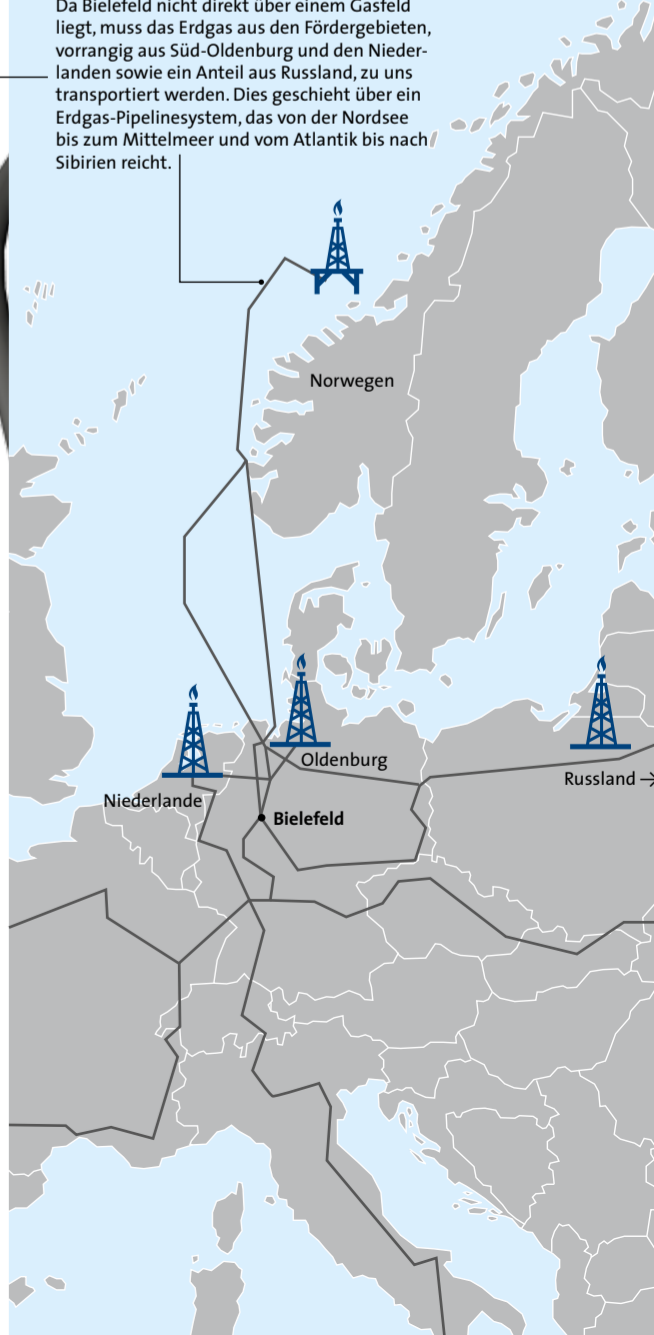 Da Bielefeld nicht direkt über einem Gasfeld
liegt, muss das Erdgas aus den Fördergebieten,
vorrangig aus Süd-Oldenburg und den Nieder-
landen sowie ein Anteil aus Russland, zu uns
transportiert werden. Dies geschieht über ein
Erdgas-Pipelinesystem, das von der Nordsee
bis zum Mittelmeer und vom Atlantik bis nach
Sibirien reicht.
Norwegen
Oldenburg
Russland →
Niederlande
Bielefeld